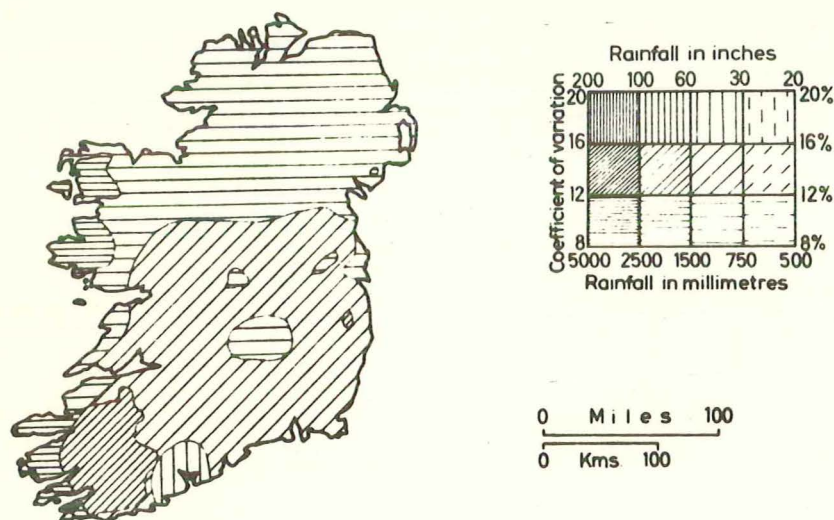 Rainfall in inches
200 100 60 30 20
Coefficient of variation
20 20%
16 16%
12 12%
8 8%
5000 2500 1500 750 500
Rainfall in millimetres
0 Miles 100
0 Kms 100